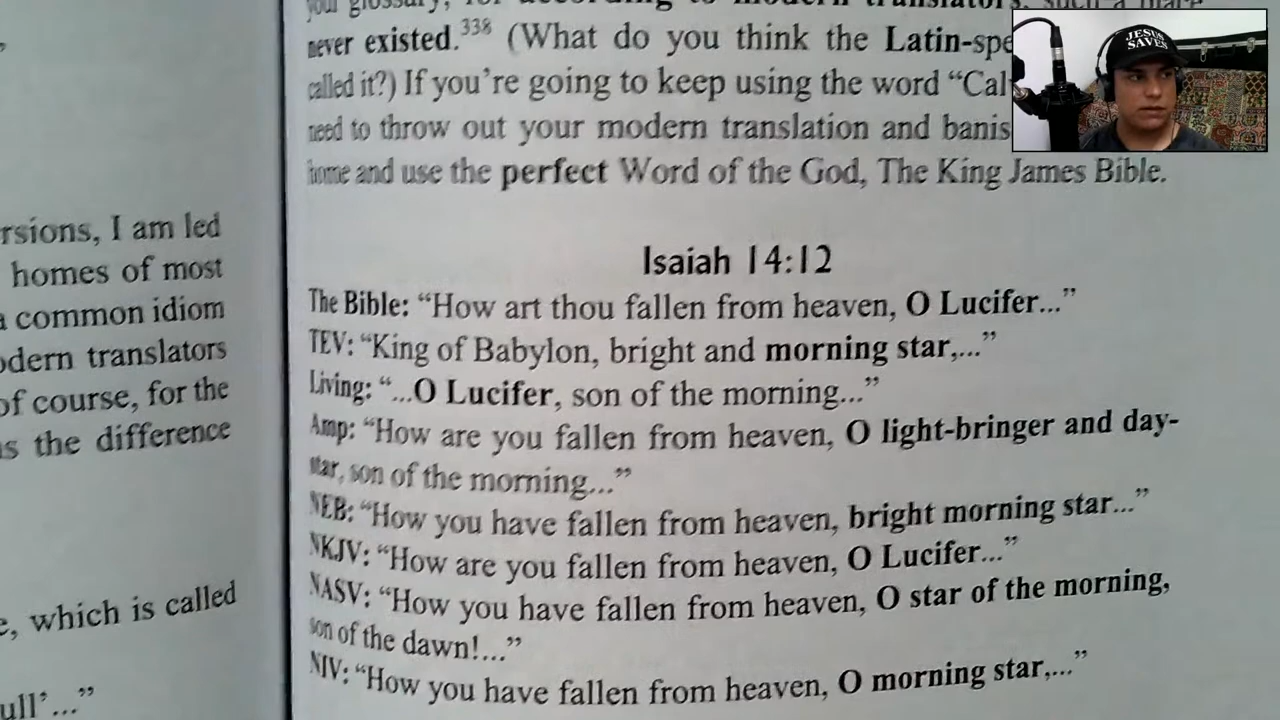 your glossary, for according to modern translators, such a place
never existed.338 (What do you think the Latin-spe
called it?) If you're going to keep using the word "Cal
need to throw out your modern translation and banis
home and use the perfect Word of the God, The King James Bible.
Isaiah 14:12
The Bible: "How art thou fallen from heaven, O Lucifer..."
TEV: "King of Babylon, bright and morning star,..."
Living: "...O Lucifer, son of the morning..."
Amp: "How are you fallen from heaven, O light-bringer and day-
star, son of the morning..."
NEB: "How you have fallen from heaven, bright morning star..."
NKJV: "How are you fallen from heaven, O Lucifer..."
NASV: "How you have fallen from heaven, O star of the morning,
son of the dawn!..."
NIV: "How you have fallen from heaven, O morning star,..."
rsions, I am led
homes of most
a common idiom
odern translators
of course, for the
as the difference
e, which is called
ull'..."
JESUS
SAVES